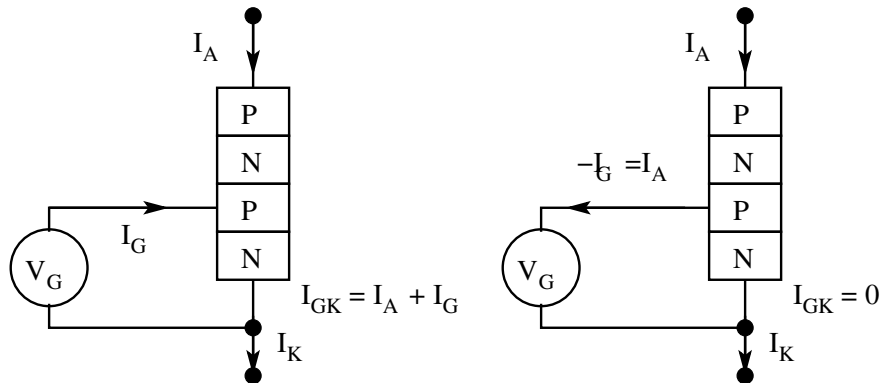 I_A
P
N
P
N
I_G
V_G
I_GK = I_A + I_G
I_K
I_A
P
N
P
N
−I_G =I_A
V_G
I_GK = 0
I_K